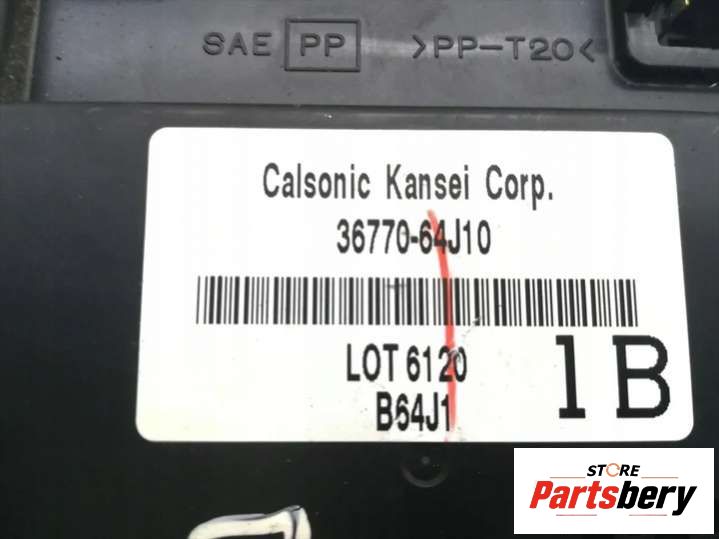 SAE PP >PP-T20<
Calsonic Kansei Corp.
36770-64J10
LOT 6120
B64J1
1B
STORE
Partsbery